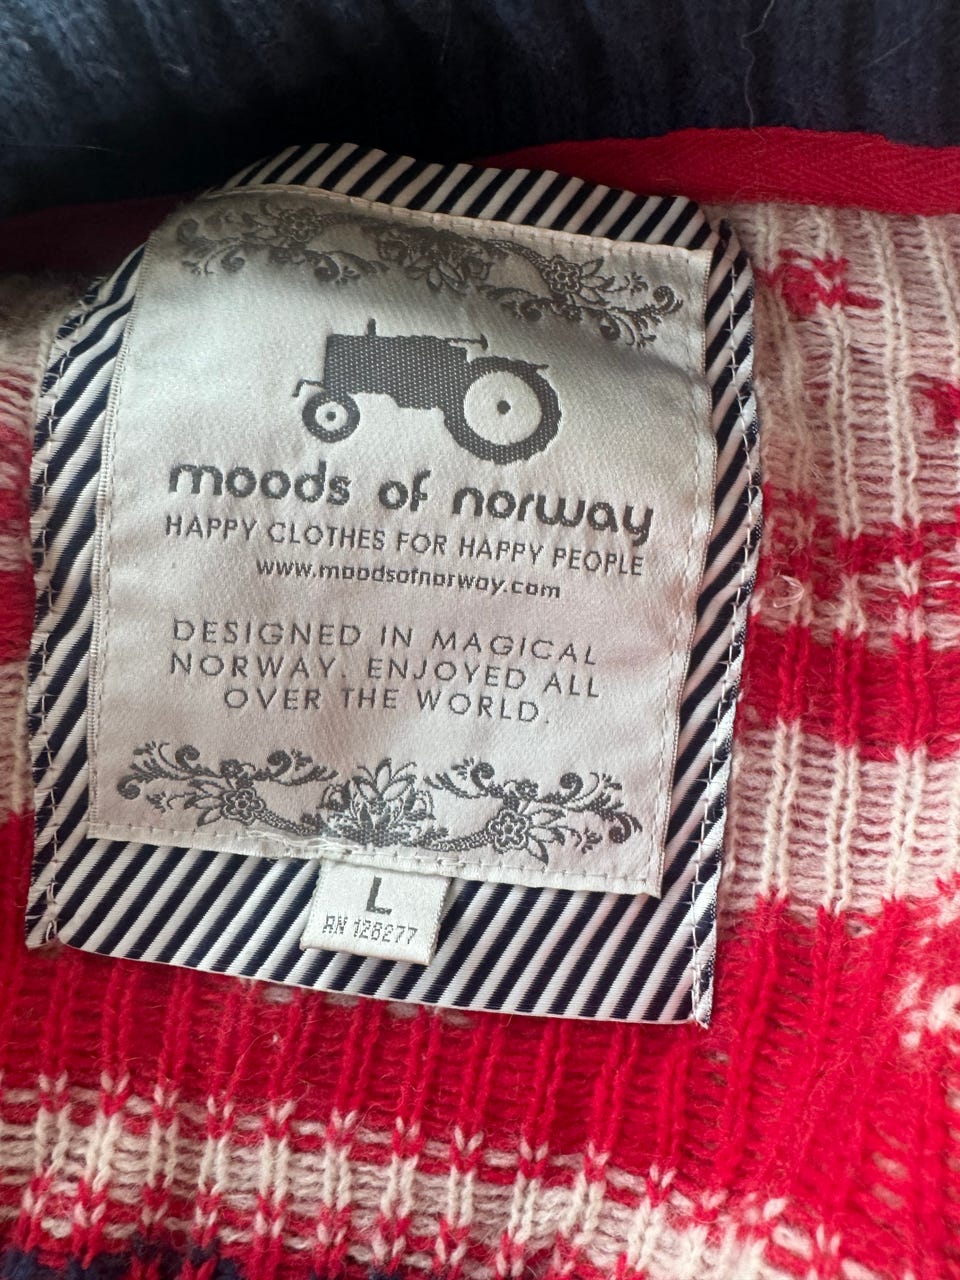 moods of norway
HAPPY CLOTHES FOR HAPPY PEOPLE
www.moodsofnorway.com
DESIGNED IN MAGICAL
NORWAY. ENJOYED ALL
OVER THE WORLD.
L
RN 128277